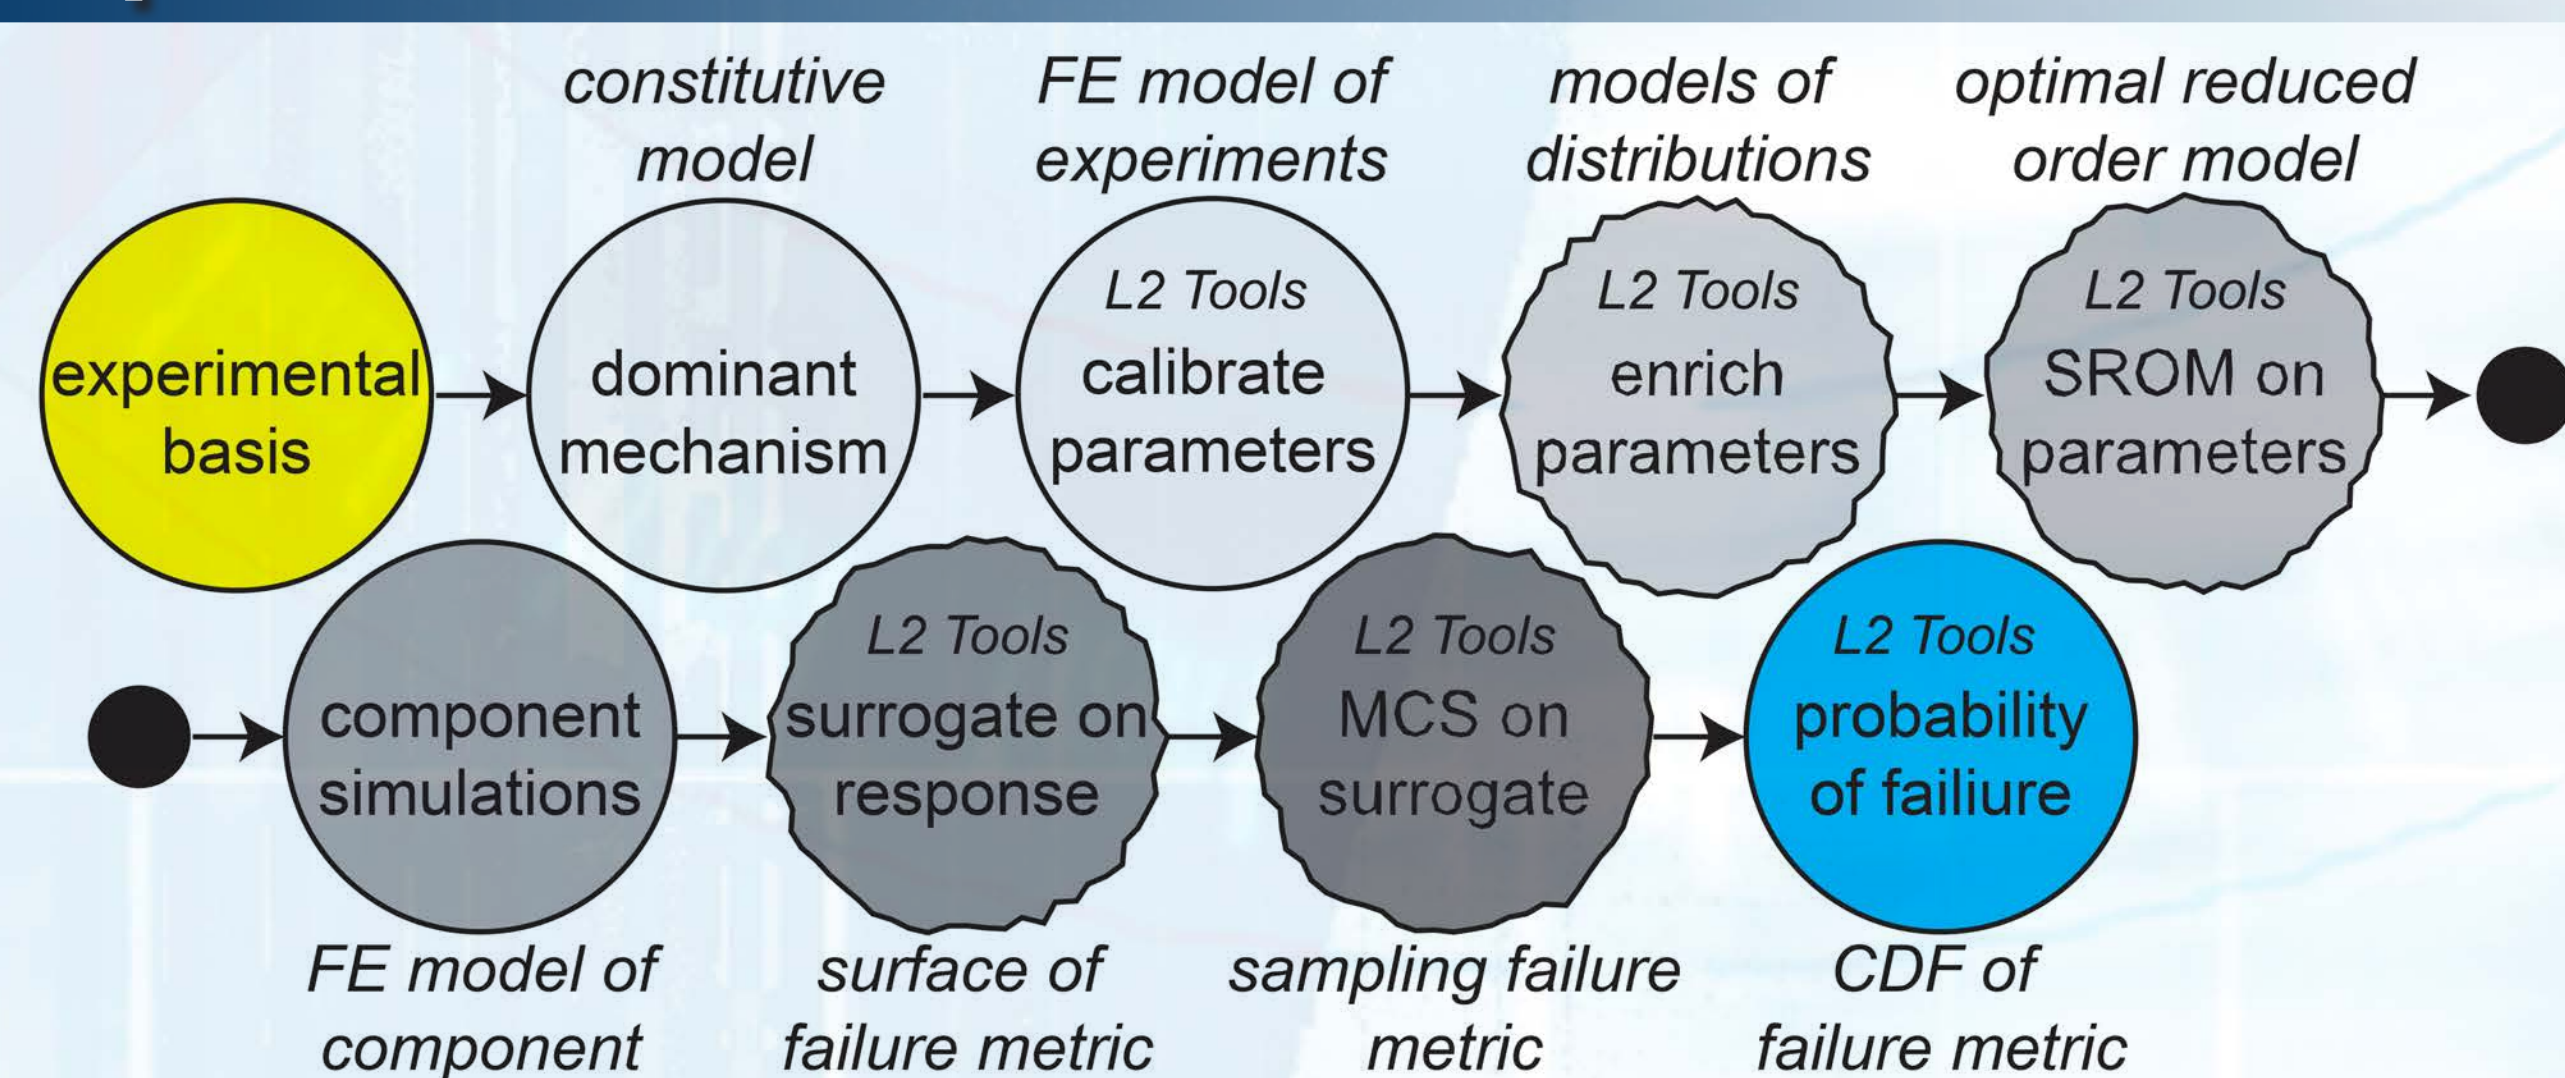 constitutive
model
FE model of
experiments
models of
distributions
optimal reduced
order model
experimental
basis
dominant
mechanism
L2 Tools
calibrate
parameters
L2 Tools
enrich
parameters
L2 Tools
SROM on
parameters
component
simulations
L2 Tools
surrogate on
response
L2 Tools
MCS on
surrogate
L2 Tools
probability
of failiure
FE model of
component
surface of
failure metric
sampling failure
metric
CDF of
failure metric